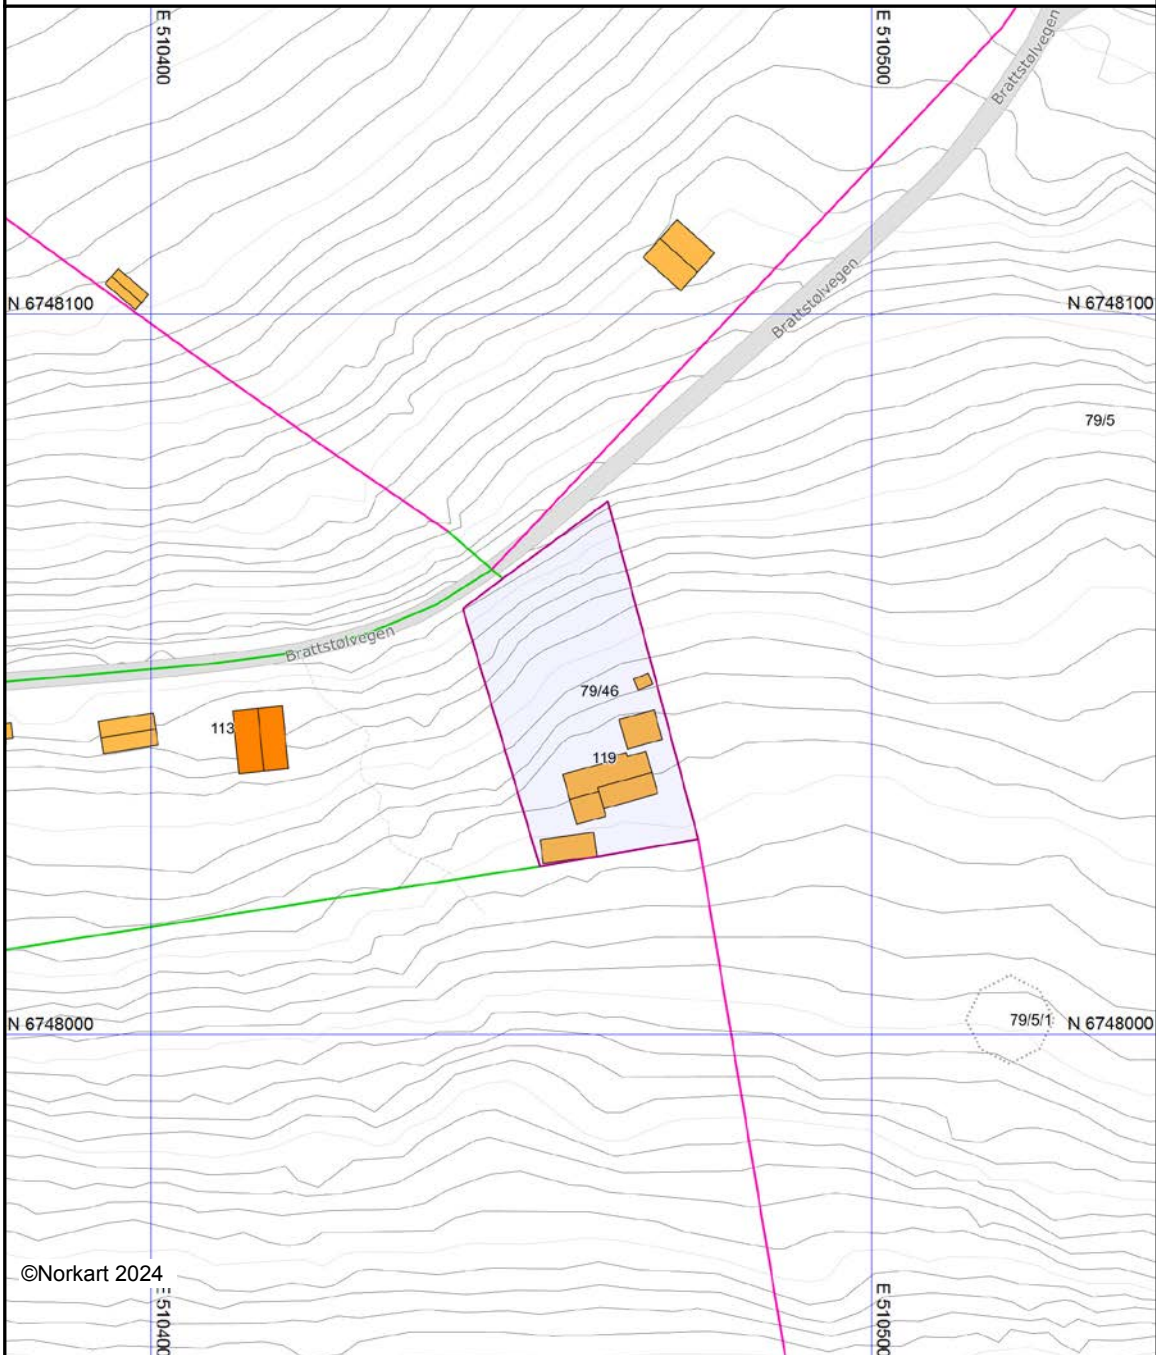 E 510400
E 510500
Brattstølvegen
N 6748100
N 6748100
Brattstølvegen
79/5
Brattstølvegen
79/46
113
119
N 6748000
79/5/1
N 6748000
©Norkart 2024
E 510400
E 510500